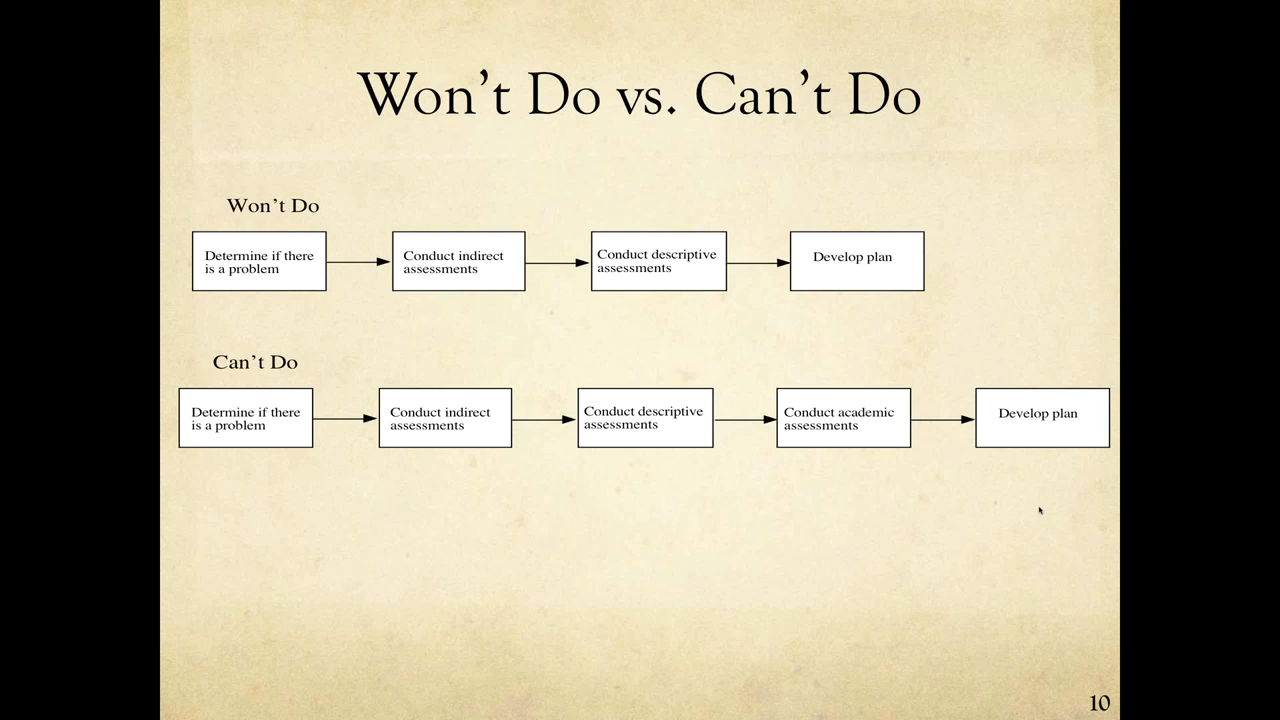 Won't Do vs. Can't Do
Won't Do
Determine if there
is a problem
Conduct indirect
assessments
Conduct descriptive
assessments
Develop plan
Can't Do
Determine if there
is a problem
Conduct indirect
assessments
Conduct descriptive
assessments
Conduct academic
assessments
Develop plan
10